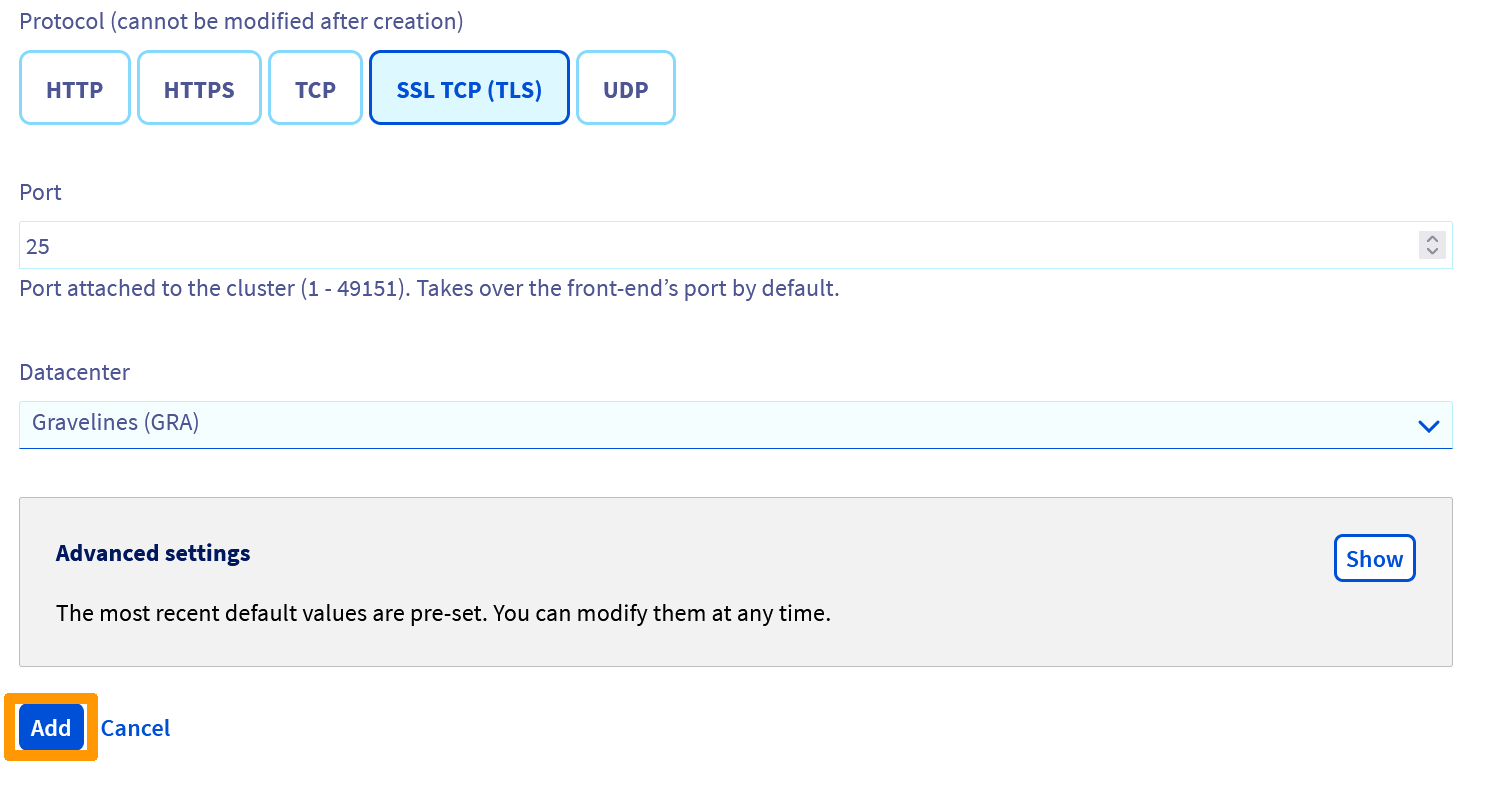 Protocol (cannot be modified after creation)
HTTP HTTPS TCP SSL TCP (TLS) UDP
Port
25
Port attached to the cluster (1 - 49151). Takes over the front-end’s port by default.
Datacenter
Gravelines (GRA)
Advanced settings
Show
The most recent default values are pre-set. You can modify them at any time.
Add Cancel